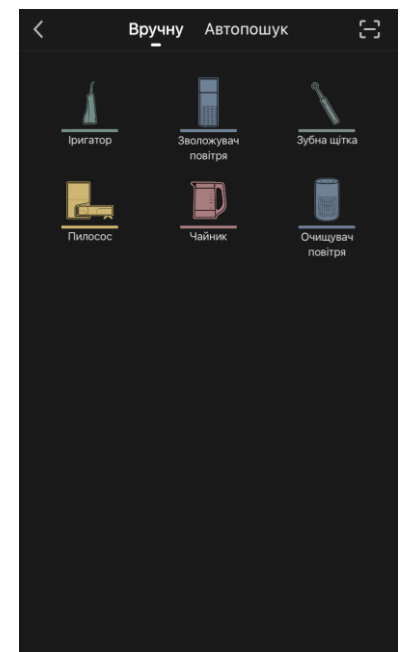 Вручну Автопошук
Іригатор
Зволожувач
повітря
Зубна щітка
Пилосос
Чайник
Очищувач
повітря